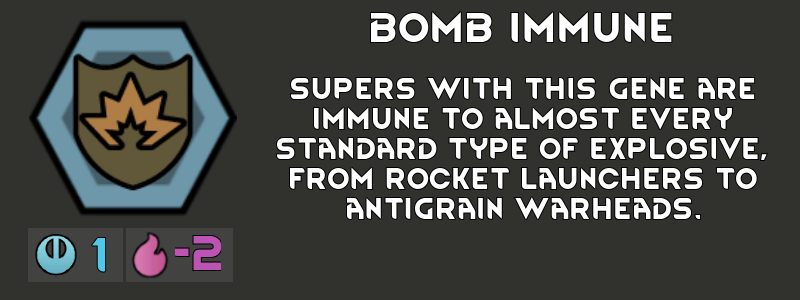 BOMB IMMUNE
SUPERS WITH THIS GENE ARE
IMMUNE TO ALMOST EVERY
STANDARD TYPE OF EXPLOSIVE,
FROM ROCKET LAUNCHERS TO
ANTIGRAIN WARHEADS.
1 -2